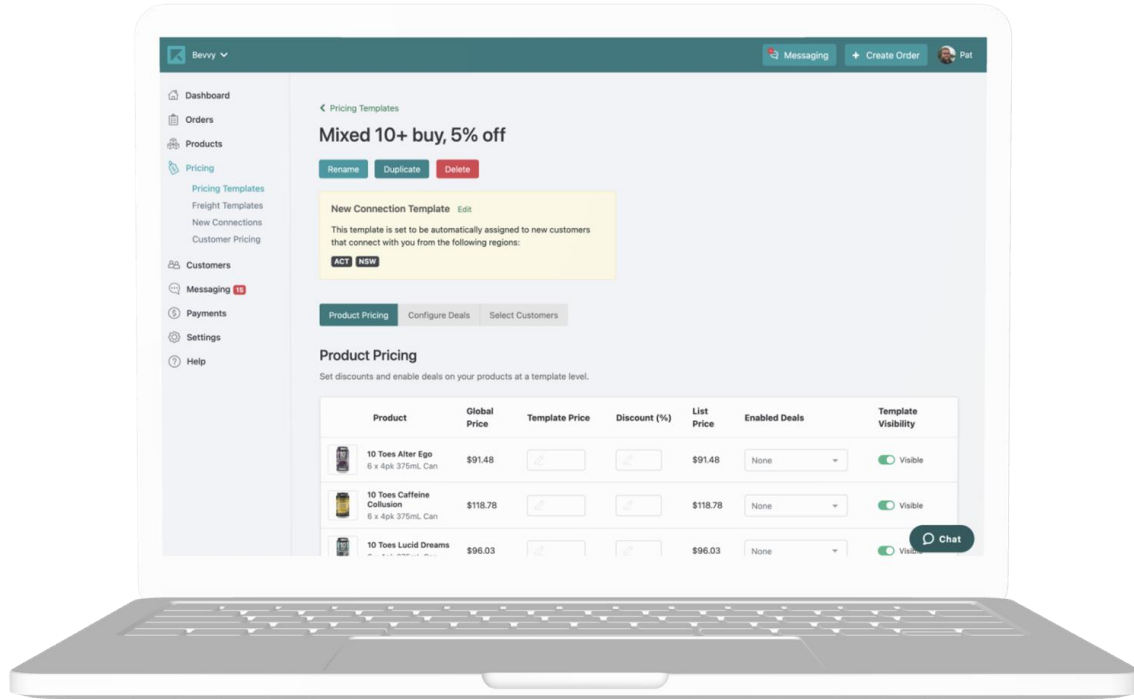 Bevvy
Messaging
+ Create Order
Pat
Dashboard
Orders
Products
Pricing
Pricing Templates
Freight Templates
New Connections
Customer Pricing
Customers
Messaging 15
Payments
Settings
Help
Pricing Templates
Mixed 10+ buy, 5% off
Rename
Duplicate
Delete
New Connection Template Edit
This template is set to be automatically assigned to new customers
that connect with you from the following regions:
ACT NSW
Product Pricing
Configure Deals
Select Customers
Product Pricing
Set discounts and enable deals on your products at a template level.
Product
Global
Price
Template Price
Discount (%)
List
Price
Enabled Deals
Template
Visibility
10 Toes Alter Ego
6 x 4pk 375mL Can
$91.48
$91.48
None
Visible
10 Toes Caffeine
Collusion
6 x 4pk 375mL Can
$118.78
$118.78
None
Visible
10 Toes Lucid Dreams
$96.03
$96.03
None
Chat